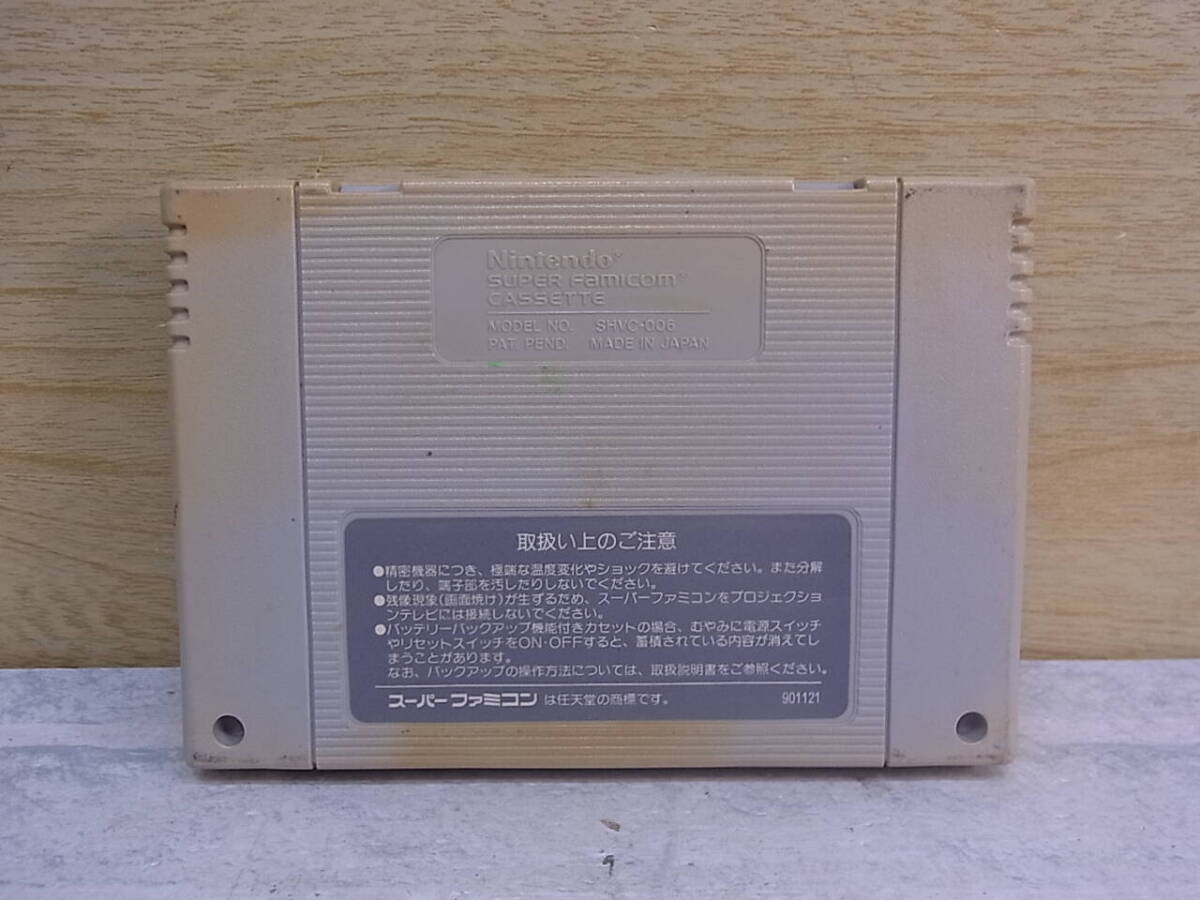 Nintendo®
SUPER FAMICOM®
CASSETTE
MODEL NO. SHVC-006
PAT. PEND. MADE IN JAPAN
取扱い上のご注意
●精密機器につき、極端な温度変化やショックを避けてください。また分解
したり、端子部を汚したりしないでください。
●残像現象(画面焼け)が生ずるため、スーパーファミコンをプロジェクショ
ンテレビには接続しないでください。
●バッテリーバックアップ機能付きカセットの場合、むやみに電源スイッチ
やリセットスイッチをON・OFFすると、蓄積されている内容が消えてし
まうことがあります。
なお、バックアップの操作方法については、取扱説明書をご参照ください。
スーパーファミコン は任天堂の商標です。 901121